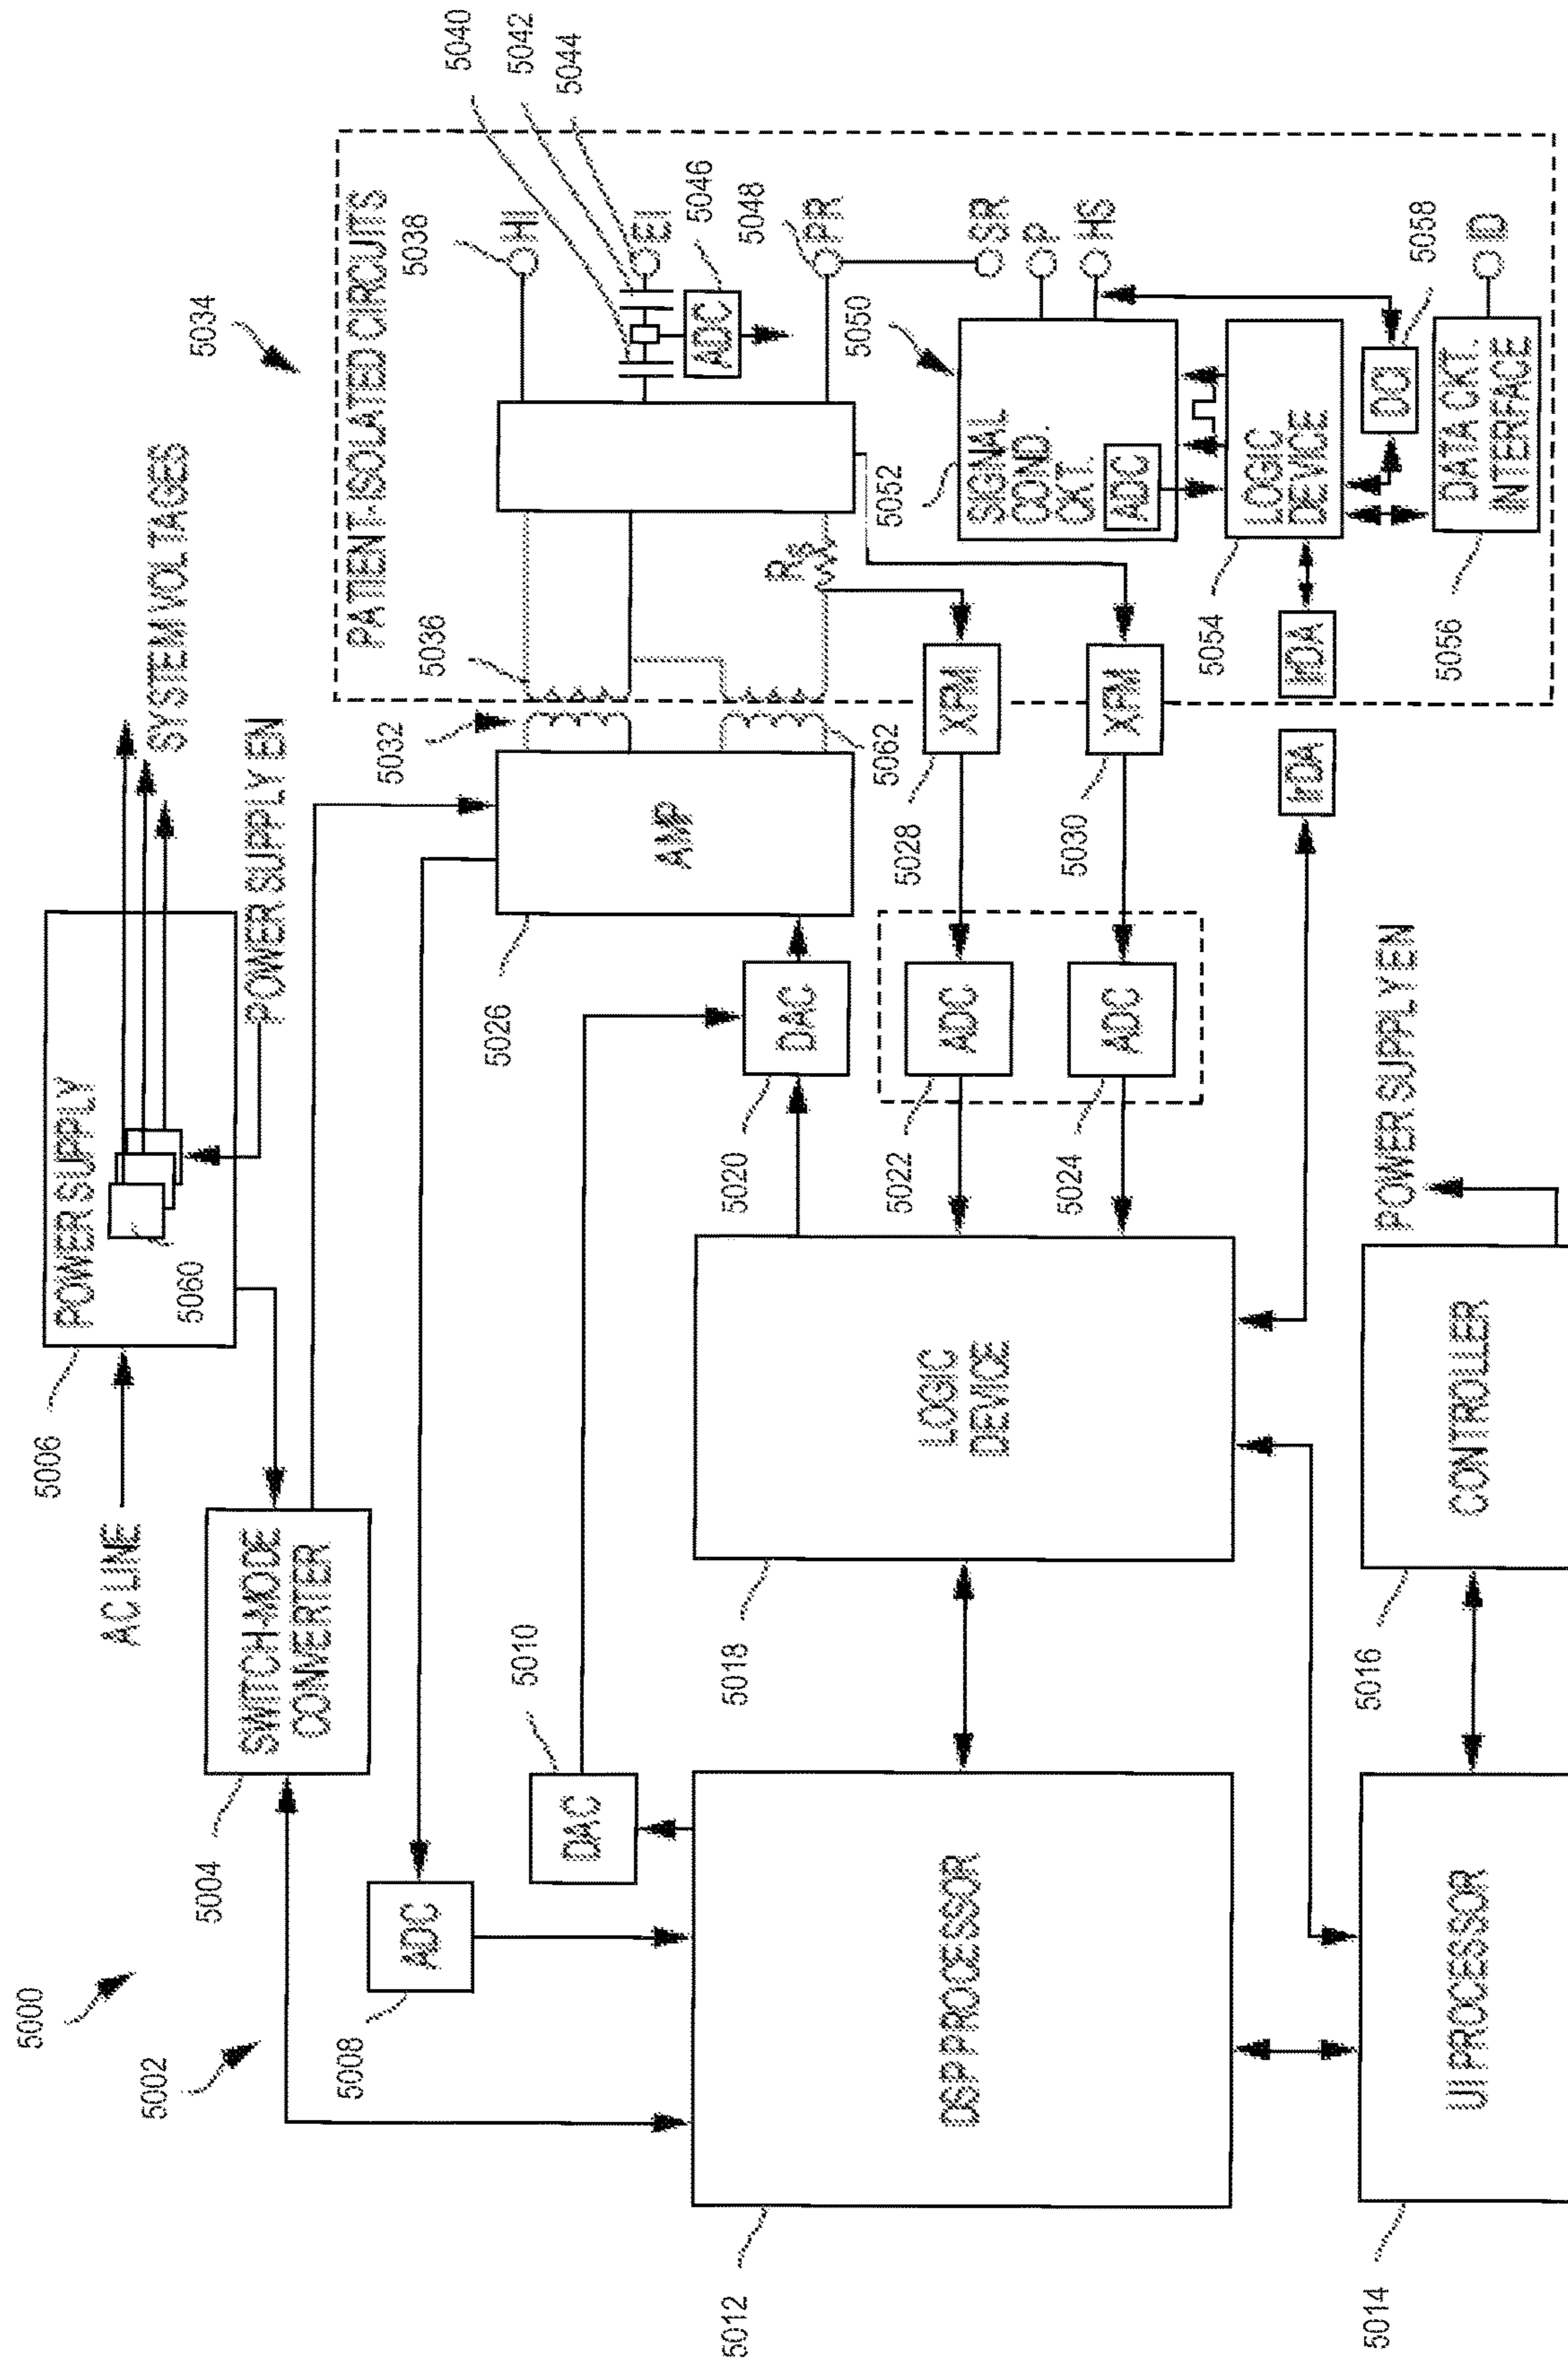 5000
5002
5004
SWITCH-MODE
CONVERTER
AC LINE
5006
POWER SUPPLY
5060
SYSTEM VOLTAGES
POWER SUPPLY EN
5008
ADC
5010
DAC
5012
DSP PROCESSOR
5014
UI PROCESSOR
5016
CONTROLLER
POWER SUPPLY EN
5018
LOGIC
DEVICE
5020
DAC
5022
ADC
5024
ADC
5026
AMP
5028
XFM
5030
XFM
5032
5062
5034
PATIENT-ISOLATED CIRCUITS
5036
RS
5038
HI
5040
5042
5044
EI
5046
ADC
5048
PR
SR
P
HS
5050
5052
SIGNAL
COND.
CKT.
ADC
5054
LOGIC
DEVICE
IrDA
IrDA
5056
DATA CKT.
INTERFACE
5058
DCI
ID